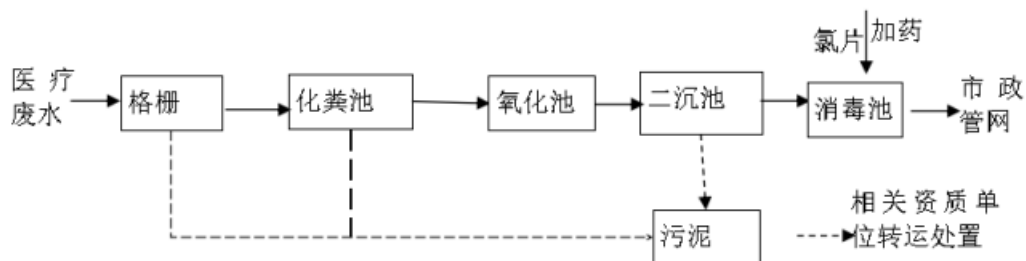 氯片
加药
医疗
废水
格栅
化粪池
氧化池
二沉池
消毒池
市政
管网
污泥
相关资质单
位转运处置